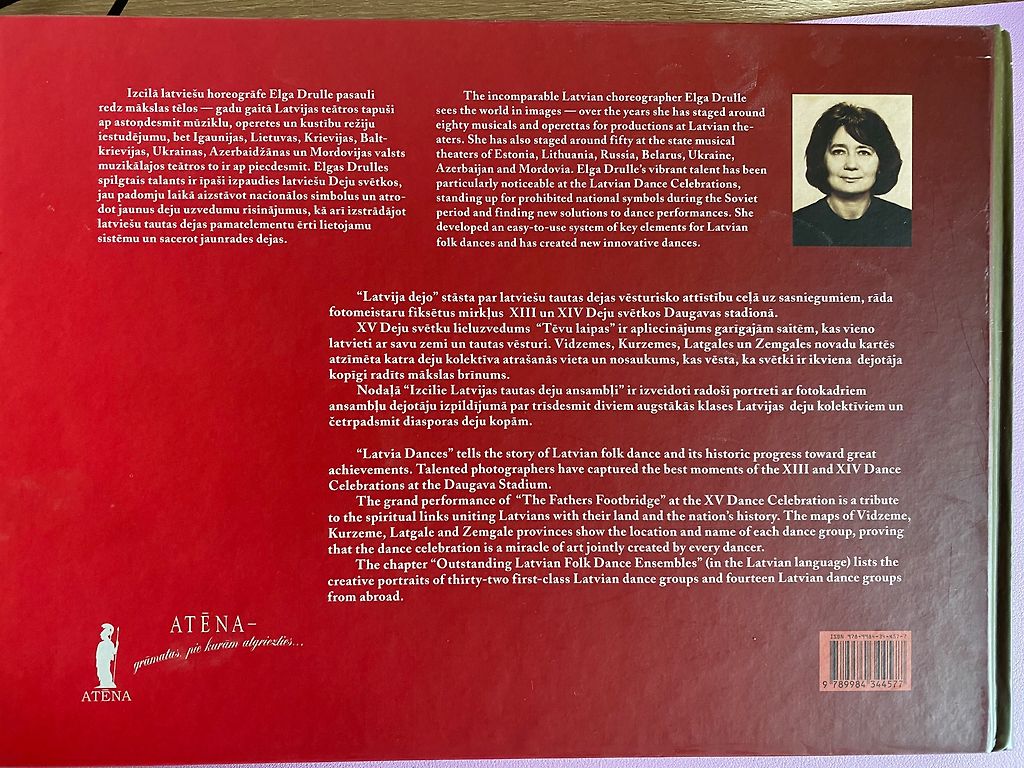 Izcilā latviešu horeogrāfe Elga Drulle pasauli
redz mākslas tēlos — gadu gaitā Latvijas teātros tapuši
ap astoņdesmit mūziklu, operetes un kustību režiju
iestudējumu, bet Igaunijas, Lietuvas, Krievijas, Balt-
krievijas, Ukrainas, Azerbaidžānas un Mordovijas valsts
muzikālajos teātros to ir ap piecdesmit. Elgas Drulles
spilgtais talants ir īpaši izpaudies latviešu Deju svētkos,
jau padomju laikā aizstāvot nacionālos simbolus un atro-
dot jaunus deju uzvedumu risinājumus, kā arī izstrādājot
latviešu tautas dejas pamatelementu ērti lietojamu
sistēmu un sacerot jaunrades dejas.
The incomparable Latvian choreographer Elga Drulle
sees the world in images — over the years she has staged around
eighty musicals and operettas for productions at Latvian the-
aters. She has also staged around fifty at the state musical
theaters of Estonia, Lithuania, Russia, Belarus, Ukraine,
Azerbaijan and Mordovia. Elga Drulle's vibrant talent has been
particularly noticeable at the Latvian Dance Celebrations,
standing up for prohibited national symbols during the Soviet
period and finding new solutions to dance performances. She
developed an easy-to-use system of key elements for Latvian
folk dances and has created new innovative dances.
"Latvija dejo" stāsta par latviešu tautas dejas vēsturisko attīstību ceļā uz sasniegumiem, rāda
fotomeistaru fiksētus mirkļus XIII un XIV Deju svētkos Daugavas stadionā.
XV Deju svētku lieluzvedums "Tēvu laipas" ir apliecinājums garīgajām saitēm, kas vieno
latvieti ar savu zemi un tautas vēsturi. Vidzemes, Kurzemes, Latgales un Zemgales novadu kartēs
atzīmēta katra deju kolektīva atrašanās vieta un nosaukums, kas vēsta, ka svētki ir ikviena dejotāja
kopīgi radīts mākslas brīnums.
Nodaļā "Izcilie Latvijas tautas deju ansambļi" ir izveidoti radoši portreti ar fotokadriem
ansambļu dejotāju izpildījumā par trīsdesmit diviem augstākās klases Latvijas deju kolektīviem un
četrpadsmit diasporas deju kopām.
"Latvia Dances" tells the story of Latvian folk dance and its historic progress toward great
achievements. Talented photographers have captured the best moments of the XIII and XIV Dance
Celebrations at the Daugava Stadium.
The grand performance of "The Fathers Footbridge" at the XV Dance Celebration is a tribute
to the spiritual links uniting Latvians with their land and the nation's history. The maps of Vidzeme,
Kurzeme, Latgale and Zemgale provinces show the location and name of each dance group, proving
that the dance celebration is a miracle of art jointly created by every dancer.
The chapter "Outstanding Latvian Folk Dance Ensembles" (in the Latvian language) lists the
creative portraits of thirty-two first-class Latvian dance groups and fourteen Latvian dance groups
from abroad.
ATĒNA–
grāmatas, pie kurām atgriezties...
ATĒNA
ISBN 978-9984-34-457-7
9 789984 344577